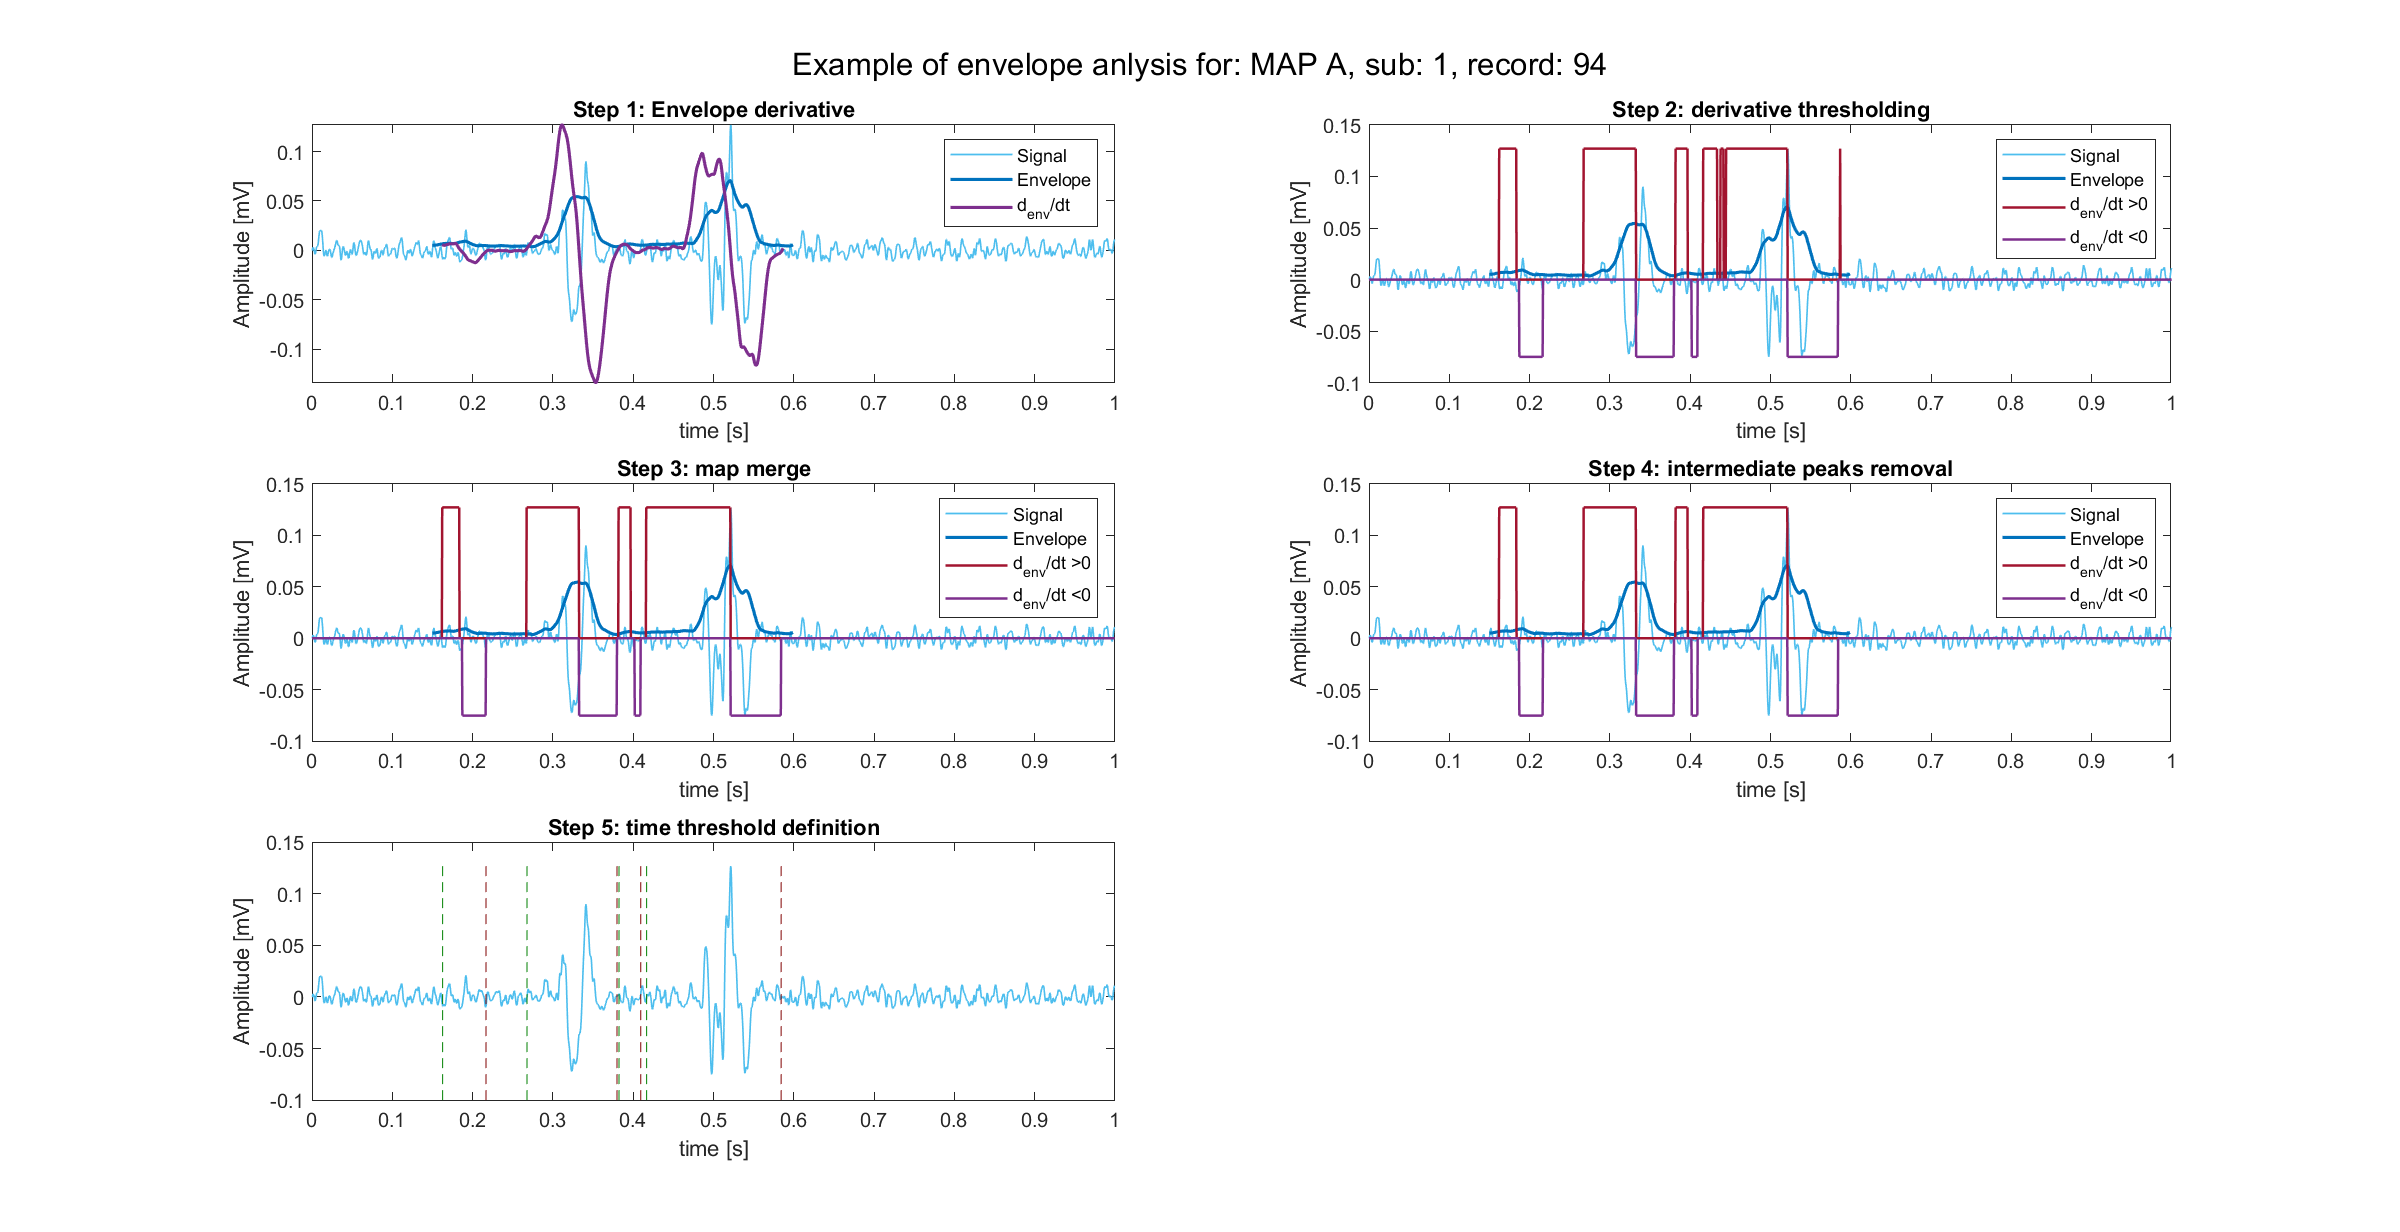 Example of envelope anlysis for: MAP A, sub: 1, record: 94
Step 1: Envelope derivative
Amplitude [mV]
0.1
0.05
0
-0.05
-0.1
Signal
Envelope
d_env/dt
0 0.1 0.2 0.3 0.4 0.5 0.6 0.7 0.8 0.9 1
time [s]
Step 2: derivative thresholding
Amplitude [mV]
0.15
0.1
0.05
0
-0.05
-0.1
Signal
Envelope
d_env/dt >0
d_env/dt <0
0 0.1 0.2 0.3 0.4 0.5 0.6 0.7 0.8 0.9 1
time [s]
Step 3: map merge
Amplitude [mV]
0.15
0.1
0.05
0
-0.05
-0.1
Signal
Envelope
d_env/dt >0
d_env/dt <0
0 0.1 0.2 0.3 0.4 0.5 0.6 0.7 0.8 0.9 1
time [s]
Step 4: intermediate peaks removal
Amplitude [mV]
0.15
0.1
0.05
0
-0.05
-0.1
Signal
Envelope
d_env/dt >0
d_env/dt <0
0 0.1 0.2 0.3 0.4 0.5 0.6 0.7 0.8 0.9 1
time [s]
Step 5: time threshold definition
Amplitude [mV]
0.15
0.1
0.05
0
-0.05
-0.1
0 0.1 0.2 0.3 0.4 0.5 0.6 0.7 0.8 0.9 1
time [s]